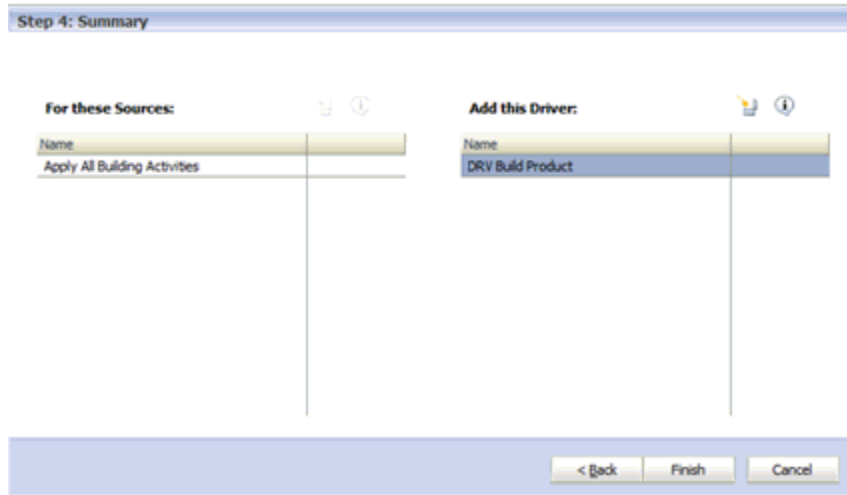 Step 4: Summary
For these Sources:
Name
Apply All Building Activities
Add this Driver:
Name
DRV Build Product
< Back
Finish
Cancel